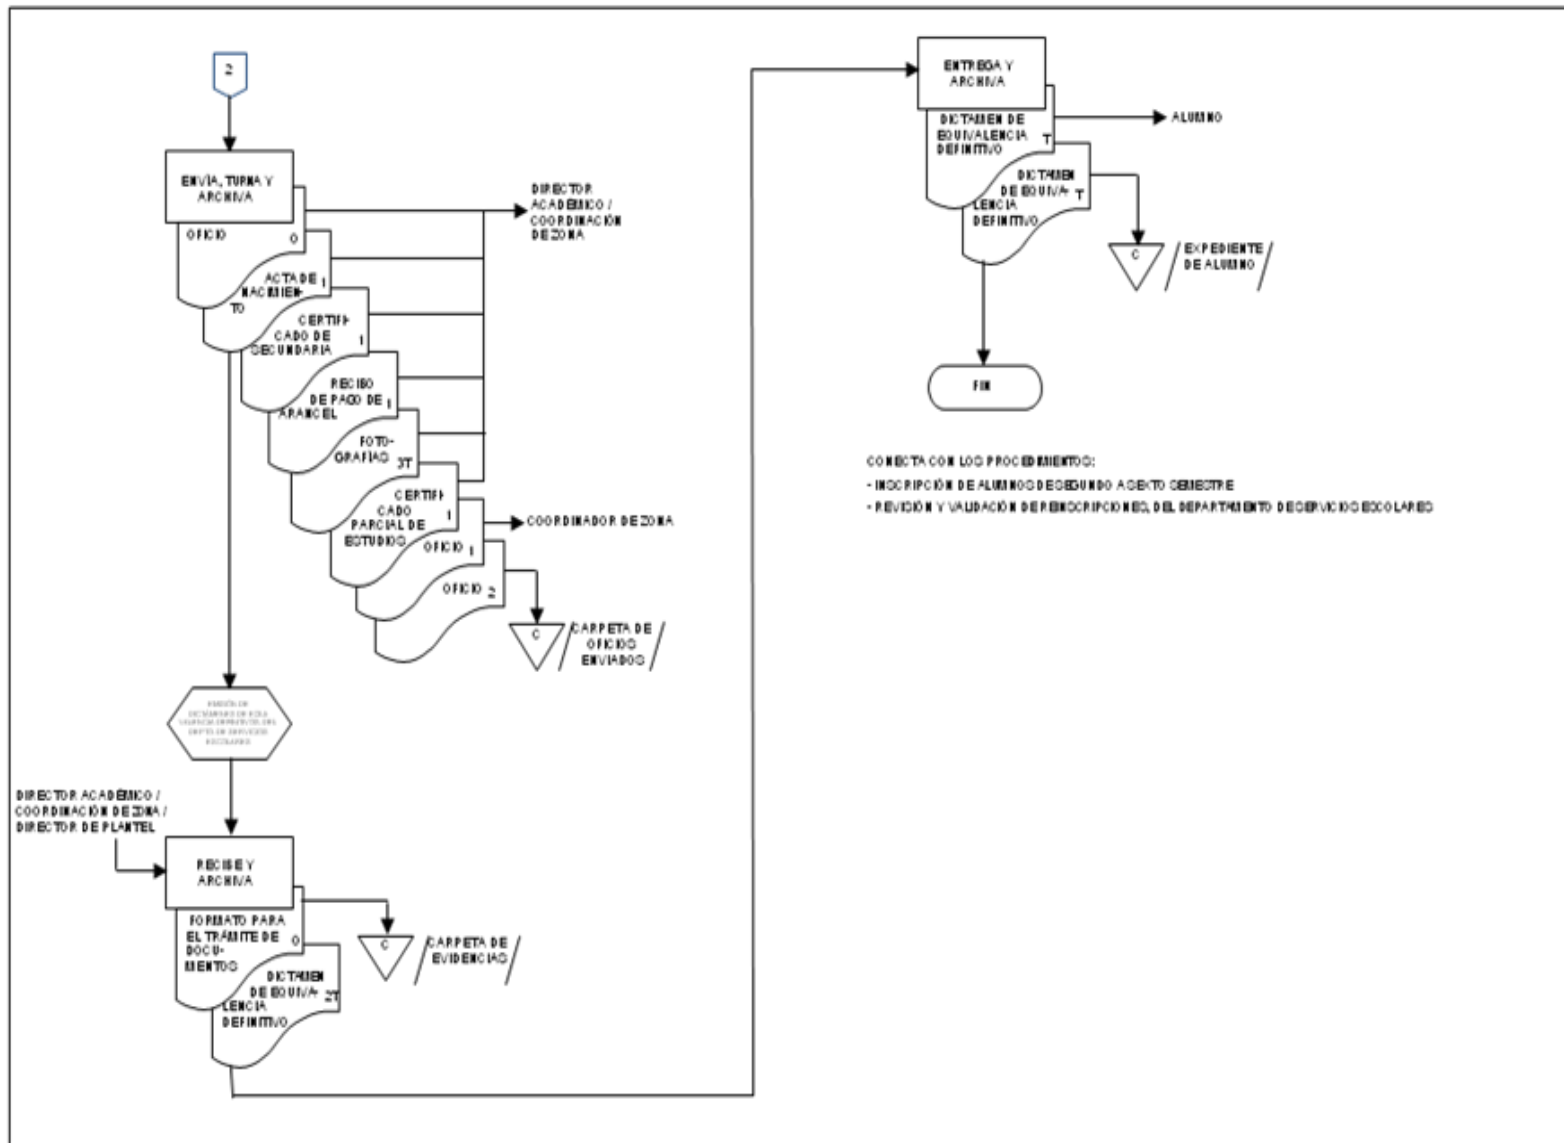 2
ENVÍA, TURNA Y
ARCHIVA
OFICIO
0
ACTA DE
NACIMIEN-
TO
1
CERTIFI-
CADO DE
SECUNDARIA
1
RECIBO
DE PAGO DE
ARANCEL
1
FOTO-
GRAFÍAS
3T
CERTIFI-
CADO
PARCIAL DE
ESTUDIOS
1
OFICIO
1
OFICIO
2
DIRECTOR
ACADÉMICO /
COORDINACIÓN
DE ZONA
COORDINADOR DE ZONA
C
CARPETA DE
OFICIOS
ENVIADOS
DIRECTOR ACADÉMICO /
COORDINACIÓN DE ZONA /
DIRECTOR DE PLANTEL
RECIBE Y
ARCHIVA
FORMATO PARA
EL TRÁMITE DE
DOCU-
MENTOS
0
DICTAMEN
DE EQUIVA-
LENCIA
DEFINITIVO
2T
C
CARPETA DE
EVIDENCIAS
ENTREGA Y
ARCHIVA
DICTAMEN DE
EQUIVALENCIA
DEFINITIVO
T
DICTAMEN
DE EQUIVA-
LENCIA
DEFINITIVO
T
ALUMNO
C
EXPEDIENTE
DE ALUMNO
FIN
CONECTA CON LOS PROCEDIMIENTOS:
- INSCRIPCIÓN DE ALUMNOS DE SEGUNDO A SEXTO SEMESTRE
- REVISIÓN Y VALIDACIÓN DE REINSCRIPCIONES, DEL DEPARTAMENTO DE SERVICIOS ESCOLARES